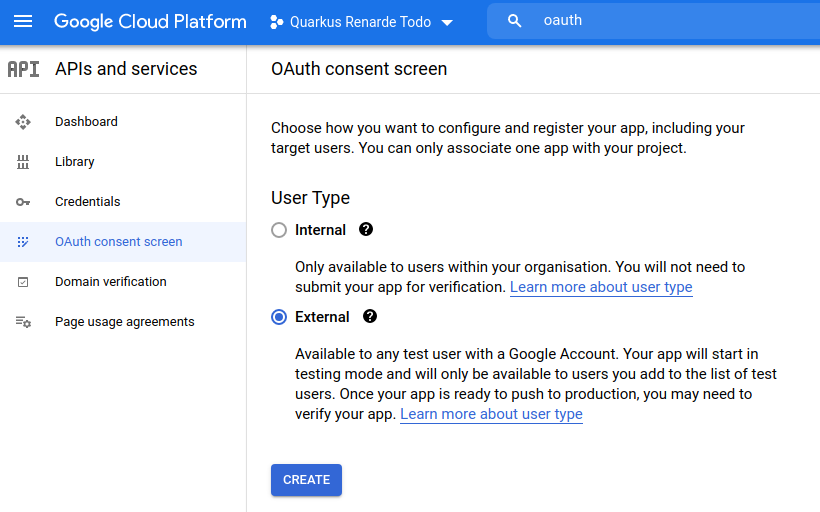 Google Cloud Platform
Quarkus Renarde Todo
oauth
API
APIs and services
Dashboard
Library
Credentials
OAuth consent screen
Domain verification
Page usage agreements
OAuth consent screen
Choose how you want to configure and register your app, including your
target users. You can only associate one app with your project.
User Type
Internal ?
Only available to users within your organisation. You will not need to
submit your app for verification. Learn more about user type
External ?
Available to any test user with a Google Account. Your app will start in
testing mode and will only be available to users you add to the list of test
users. Once your app is ready to push to production, you may need to
verify your app. Learn more about user type
CREATE